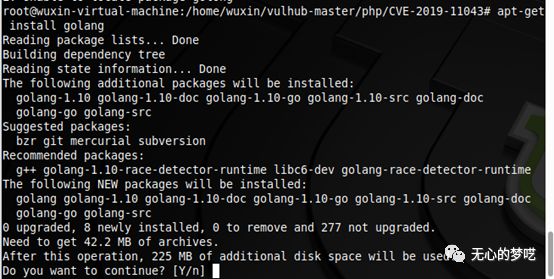 root@wuxin-virtual-machine:/home/wuxin/vulhub-master/php/CVE-2019-11043# apt-get
 install golang
Reading package lists... Done
Building dependency tree
Reading state information... Done
The following additional packages will be installed:
  golang-1.10 golang-1.10-doc golang-1.10-go golang-1.10-src golang-doc
  golang-go golang-src
Suggested packages:
  bzr git mercurial subversion
Recommended packages:
  g++ golang-1.10-race-detector-runtime libc6-dev golang-race-detector-runtime
The following NEW packages will be installed:
  golang golang-1.10 golang-1.10-doc golang-1.10-go golang-1.10-src golang-doc
  golang-go golang-src
0 upgraded, 8 newly installed, 0 to remove and 277 not upgraded.
Need to get 42.2 MB of archives.
After this operation, 225 MB of additional disk space will be used
Do you want to continue? [Y/n]
无心的梦呓